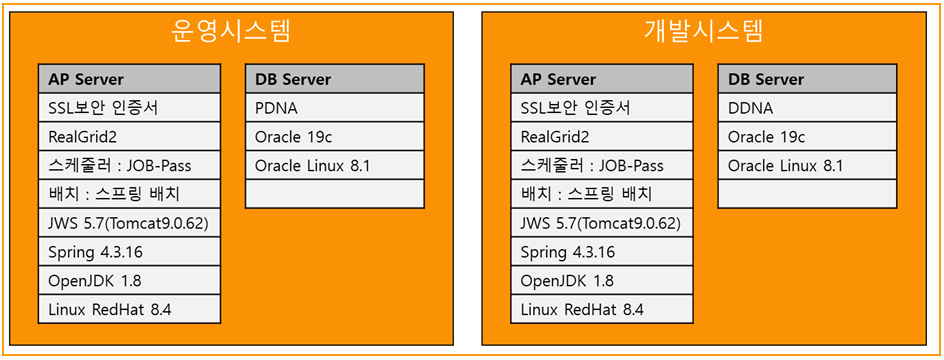 운영시스템
AP Server
SSL보안 인증서
RealGrid2
스케줄러 : JOB-Pass
배치 : 스프링 배치
JWS 5.7(Tomcat9.0.62)
Spring 4.3.16
OpenJDK 1.8
Linux RedHat 8.4
DB Server
PDNA
Oracle 19c
Oracle Linux 8.1
개발시스템
AP Server
SSL보안 인증서
RealGrid2
스케줄러 : JOB-Pass
배치 : 스프링 배치
JWS 5.7(Tomcat9.0.62)
Spring 4.3.16
OpenJDK 1.8
Linux RedHat 8.4
DB Server
DDNA
Oracle 19c
Oracle Linux 8.1